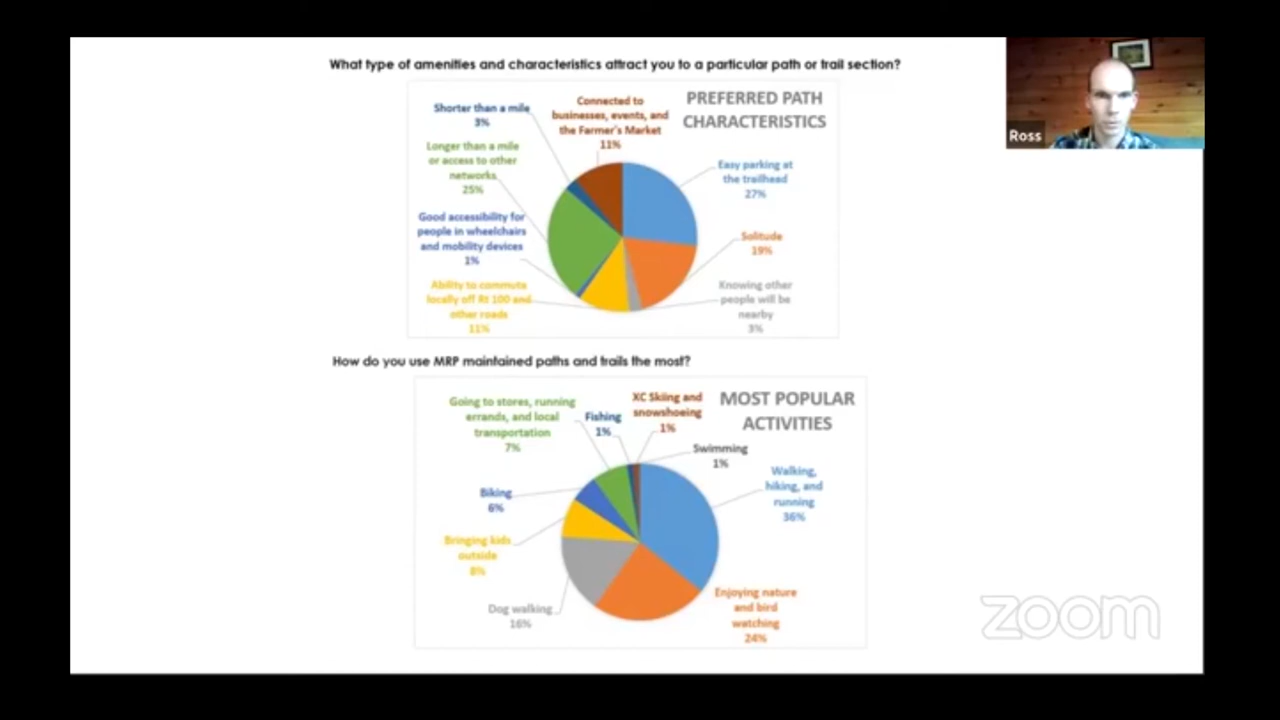 What type of amenities and characteristics attract you to a particular path or trail section?
PREFERRED PATH
CHARACTERISTICS
Shorter than a mile
3%
Connected to
businesses, events, and
the Farmer's Market
11%
Longer than a mile
or access to other
networks
25%
Easy parking at
the trailhead
27%
Good accessibility for
people in wheelchairs
and mobility devices
1%
Solitude
19%
Ability to commute
locally off Rt 100 and
other roads
11%
Knowing other
people will be
nearby
3%
Ross
How do you use MRP maintained paths and trails the most?
MOST POPULAR
ACTIVITIES
Going to stores, running
errands, and local
transportation
7%
Fishing
1%
XC Skiing and
snowshoeing
1%
Swimming
1%
Biking
6%
Walking,
hiking, and
running
36%
Bringing kids
outside
8%
Dog walking
16%
Enjoying nature
and bird
watching
24%
zoom